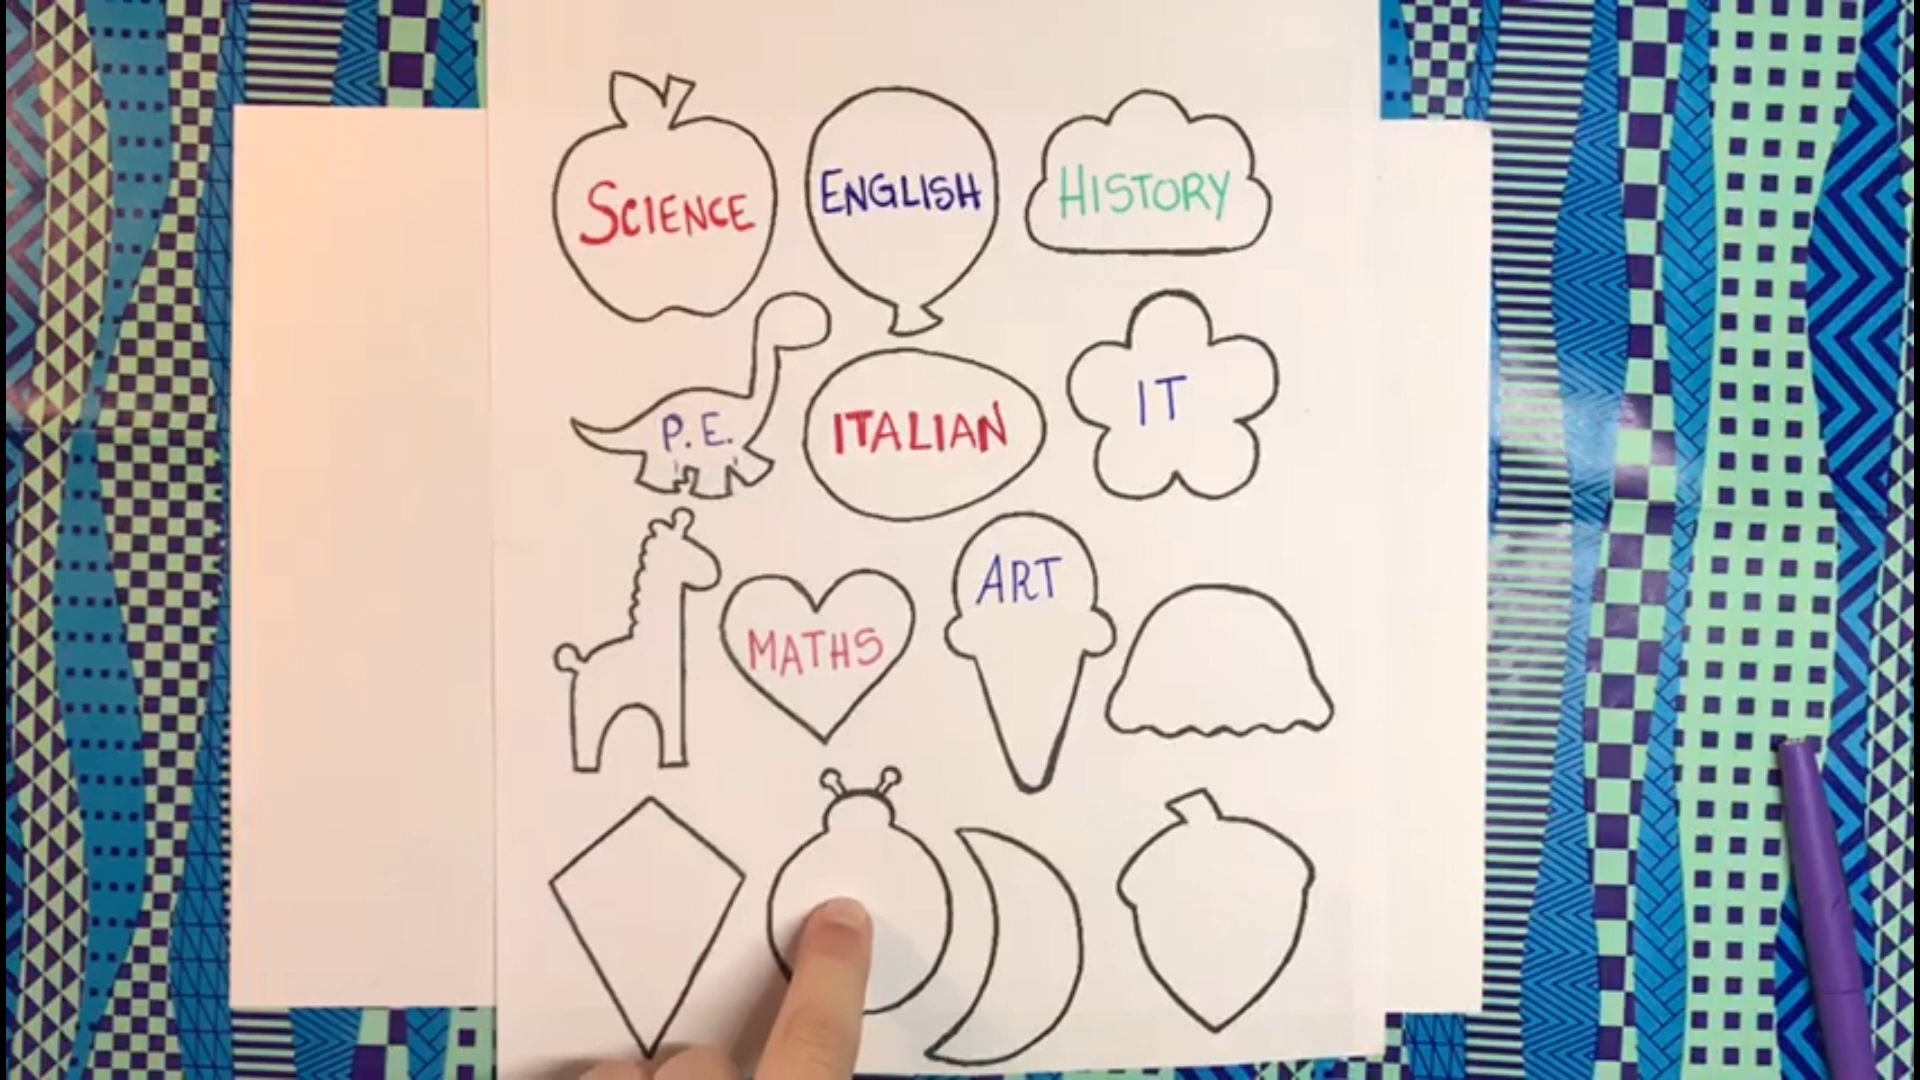 SCIENCE
ENGLISH
HISTORY
P.E.
ITALIAN
IT
MATHS
ART